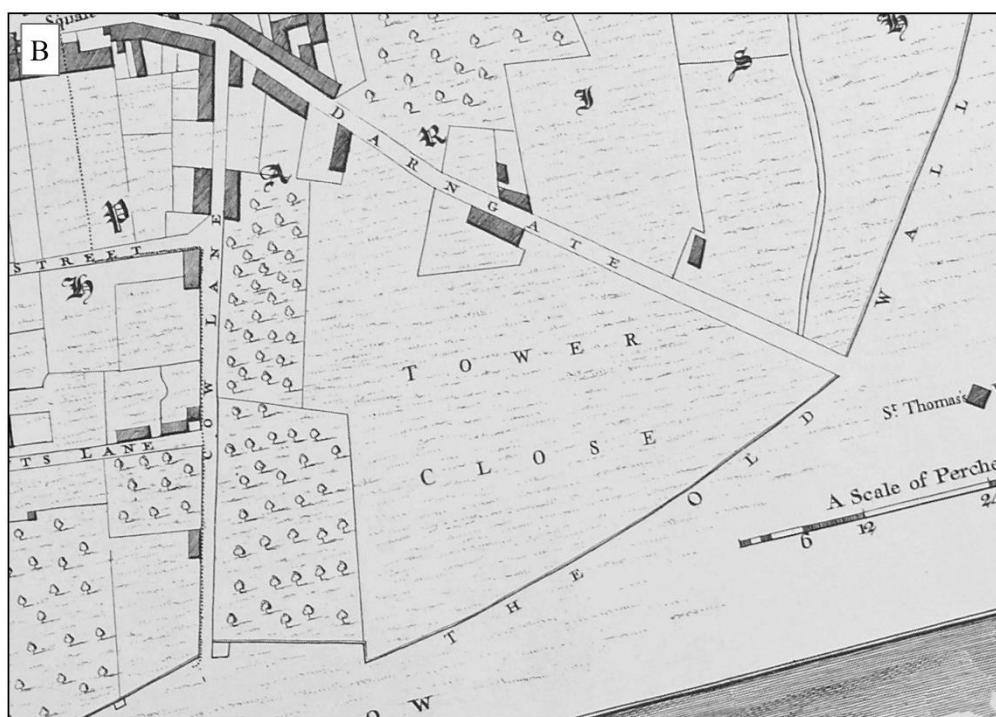 B
Square
DARNGATE
R
I
S
H
A
P
STREET
H
COW LANE
TS LANE
TOWER
CLOSE
THE OLD WALL
St. Thomas's
A Scale of Perche
6
12
24
OW